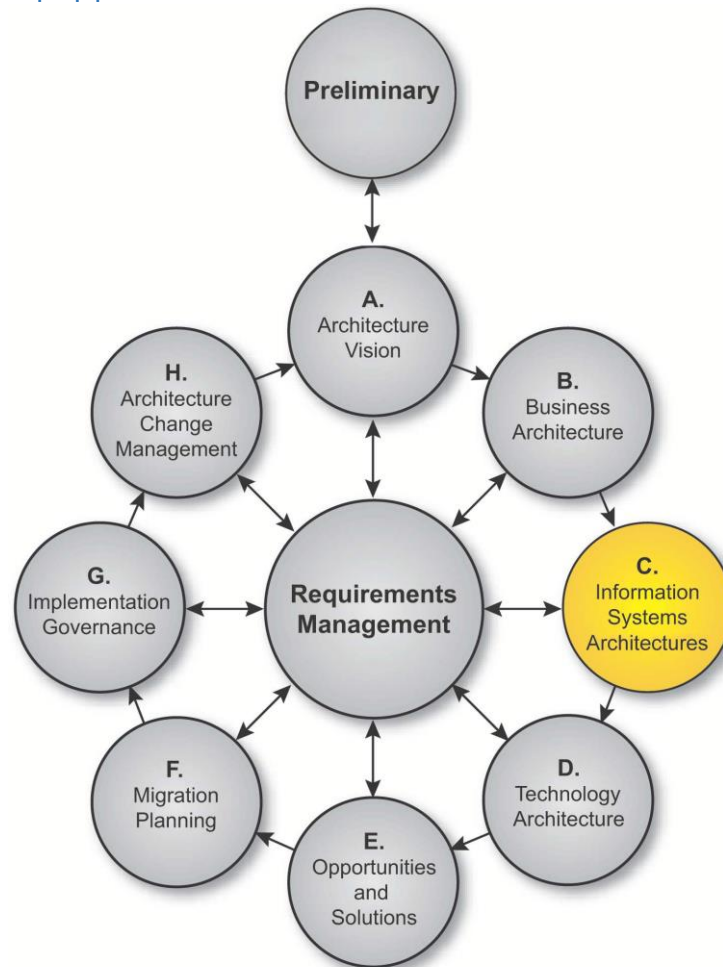 Preliminary
A.
Architecture
Vision
B.
Business
Architecture
C.
Information
Systems
Architectures
D.
Technology
Architecture
E.
Opportunities
and
Solutions
F.
Migration
Planning
G.
Implementation
Governance
H.
Architecture
Change
Management
Requirements
Management